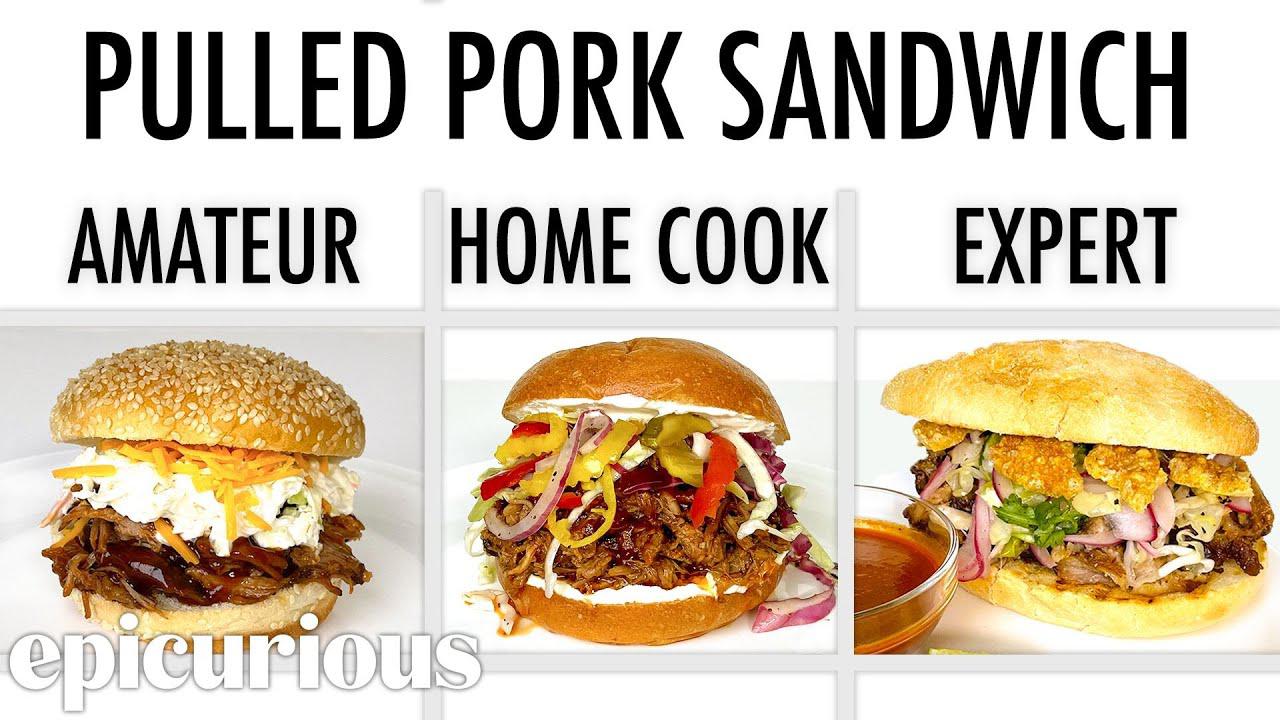 PULLED PORK SANDWICH
AMATEUR
HOME COOK
EXPERT
epicurious